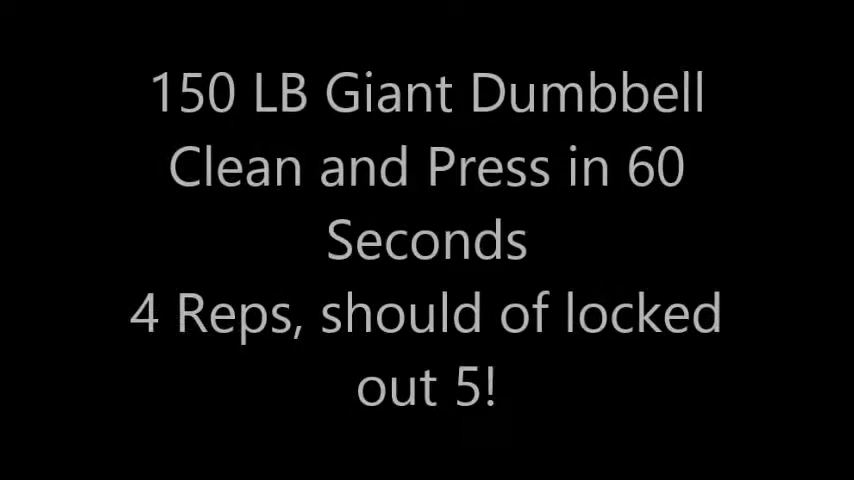 150 LB Giant Dumbbell
Clean and Press in 60
Seconds
4 Reps, should of locked
out 5!